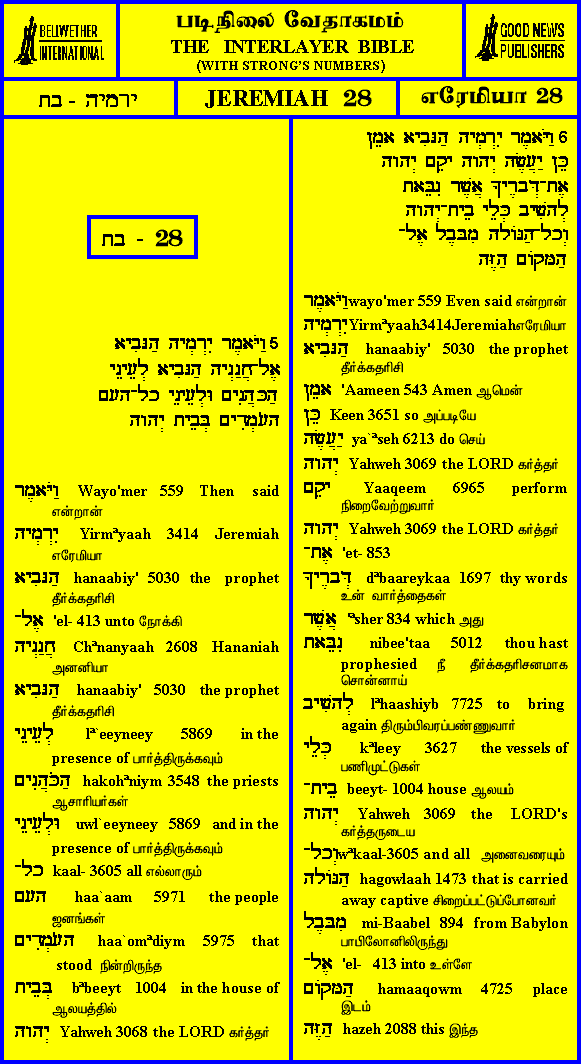 BELLWETHER
INTERNATIONAL
படிநிலை வேதாகமம்
THE INTERLAYER BIBLE
(WITH STRONG'S NUMBERS)
GOOD NEWS
PUBLISHERS
ירמיה - בת
JEREMIAH 28
எரேமியா 28
בת - 28
5 וַיֹּאמֶר יִרְמְיָה הַנָּבִיא
אֶל־חֲנַנְיָה הַנָּבִיא לְעֵינֵי
הַכֹּהֲנִים וּלְעֵינֵי כָל־הָעָם
הָעֹמְדִים בְּבֵית יְהוָה
וַיֹּאמֶר Wayo'mer 559 Then said
என்றான்
יִרְמְיָה Yirmªyaah 3414 Jeremiah
எரேமியா
הַנָּבִיא hanaabiy' 5030 the prophet
தீர்க்கதரிசி
אֶל־ 'el- 413 unto நோக்கி
חֲנַנְיָה Chªnanyaah 2608 Hananiah
அனனியா
הַנָּבִיא hanaabiy' 5030 the prophet
தீர்க்கதரிசி
לְעֵינֵי lª`eeyneey 5869 in the
presence of பார்த்திருக்கவும்
הַכֹּהֲנִים hakohªniym 3548 the priests
ஆசாரியர்கள்
וּלְעֵינֵי uwl`eeyneey 5869 and in the
presence of பார்த்திருக்கவும்
כָל־ kaal- 3605 all எல்லாரும்
הָעָם haa`aam 5971 the people
ஜனங்கள்
הָעֹמְדִים haa`omªdiym 5975 that
stood நின்றிருந்த
בְּבֵית bªbeeyt 1004 in the house of
ஆலயத்தில்
יְהוָה Yahweh 3068 the LORD கர்த்தர்
6 וַיֹּאמֶר יִרְמְיָה הַנָּבִיא אָמֵן
כֵּן יַעֲשֶׂה יְהוָה יָקֵם יְהוָה
אֶת־דְּבָרֶיךָ אֲשֶׁר נִבֵּאתָ
לְהָשִׁיב כְּלֵי בֵית־יְהוָה
וְכָל־הַגּוֹלָה מִבָּבֶל אֶל־
הַמָּקוֹם הַזֶּה
וַיֹּאמֶר wayo'mer 559 Even said என்றான்
יִרְמְיָה Yirmªyaah3414Jeremiahஎரேமியா
הַנָּבִיא hanaabiy' 5030 the prophet
தீர்க்கதரிசி
אָמֵן 'Aameen 543 Amen ஆமென்
כֵּן Keen 3651 so அப்படியே
יַעֲשֶׂה ya`ªseh 6213 do செய்
יְהוָה Yahweh 3069 the LORD கர்த்தர்
יָקֵם Yaaqeem 6965 perform
நிறைவேற்றுவார்
יְהוָה Yahweh 3069 the LORD கர்த்தர்
אֶת־ 'et- 853
דְּבָרֶיךָ dªbaareykaa 1697 thy words
உன் வார்த்தைகள்
אֲשֶׁר ªsher 834 which அது
נִבֵּאתָ nibee'taa 5012 thou hast
prophesied நீ தீர்க்கதரிசனமாக
சொன்னாய்
לְהָשִׁיב lªhaashiyb 7725 to bring
again திரும்பிவரப்பண்ணுவார்
כְּלֵי kªleey 3627 the vessels of
பணிமுட்டுகள்
בֵית־ beeyt- 1004 house ஆலயம்
יְהוָה Yahweh 3069 the LORD's
கர்த்தருடைய
וְכָל־ wªkaal-3605 and all அனைவரையும்
הַגּוֹלָה hagowlaah 1473 that is carried
away captive சிறைப்பட்டுப்போனவர்
מִבָּבֶל mi-Baabel 894 from Babylon
பாபிலோனிலிருந்து
אֶל־ 'el- 413 into உள்ளே
הַמָּקוֹם hamaaqowm 4725 place
இடம்
הַזֶּה hazeh 2088 this இந்த